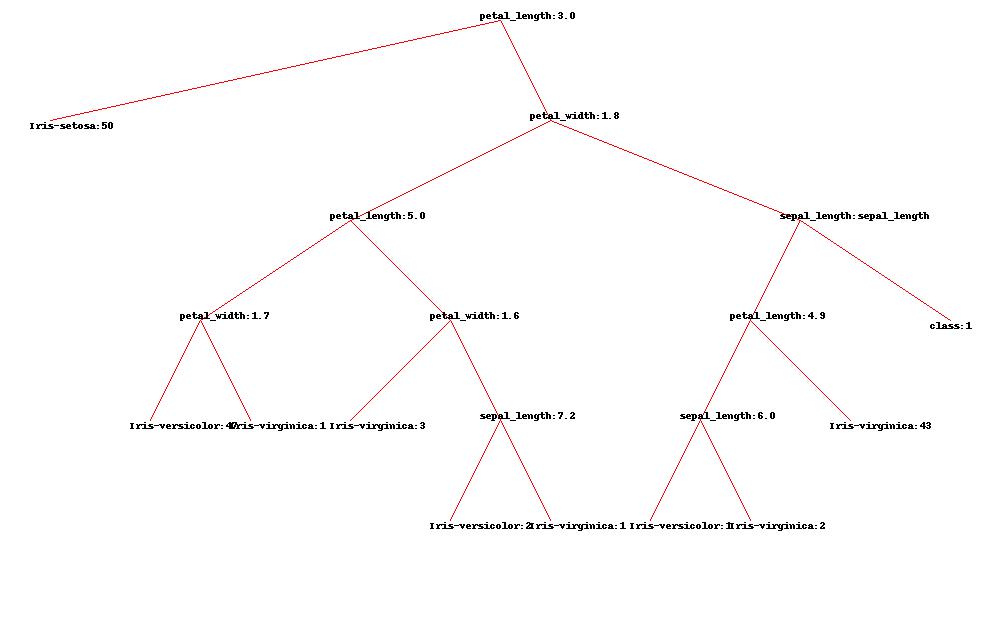 petal_length:3.0
Iris-setosa:50
petal_width:1.8
petal_length:5.0
sepal_length:sepal_length
petal_width:1.7
petal_width:1.6
petal_length:4.9
class:1
Iris-versicolor:47
Iris-virginica:1
Iris-virginica:3
sepal_length:7.2
sepal_length:6.0
Iris-virginica:43
Iris-versicolor:2
Iris-virginica:1
Iris-versicolor:1
Iris-virginica:2